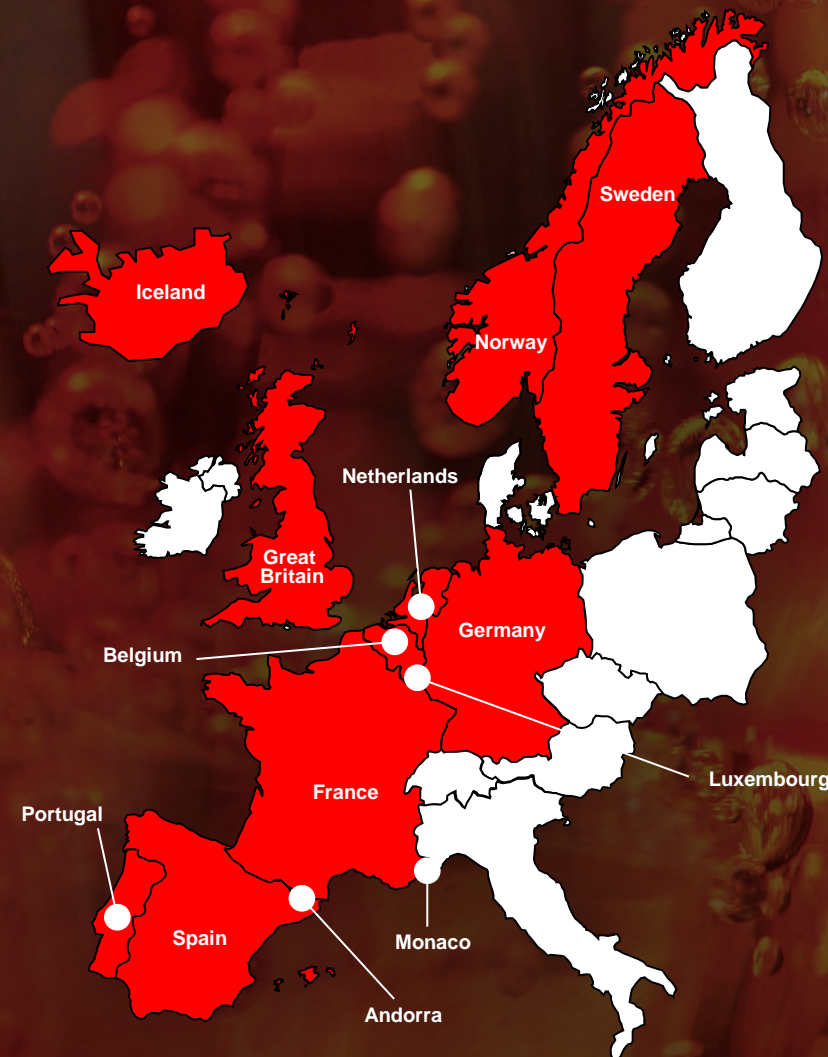 Sweden
Iceland
Norway
Netherlands
Great
Britain
Germany
Belgium
Luxembourg
France
Portugal
Spain
Monaco
Andorra